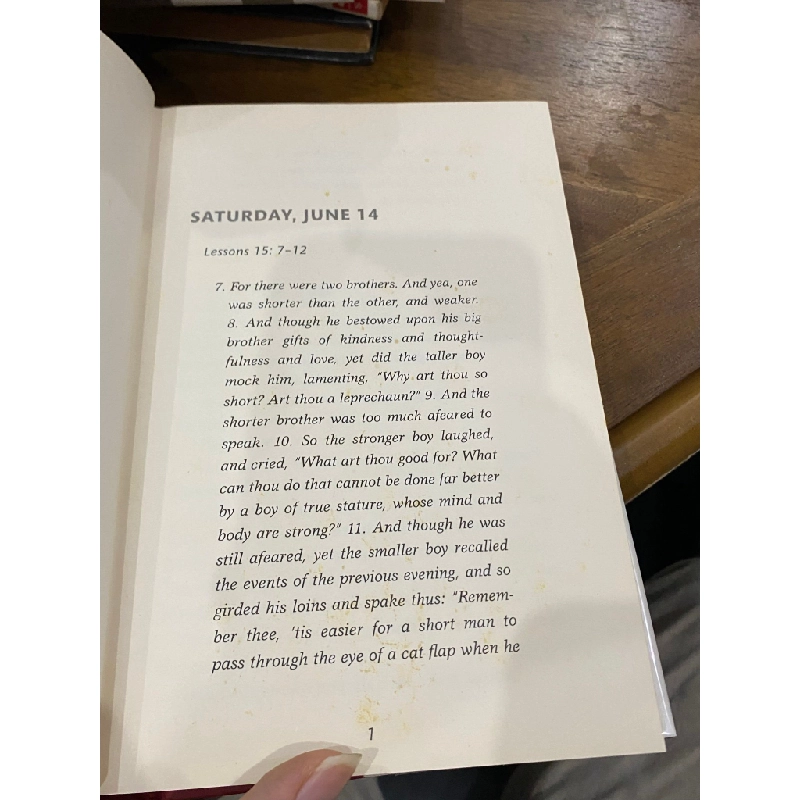 SATURDAY, JUNE 14
Lessons 15: 7–12
7. For there were two brothers. And yea, one
was shorter than the other, and weaker.
8. And though he bestowed upon his big
brother gifts of kindness and thought-
fulness and love, yet did the taller boy
mock him, lamenting, "Why art thou so
short? Art thou a leprechaun?" 9. And the
shorter brother was too much afeared to
speak. 10. So the stronger boy laughed,
and cried, "What art thou good for? What
can thou do that cannot be done far better
by a boy of true stature, whose mind and
body are strong?" 11. And though he was
still afeared, yet the smaller boy recalled
the events of the previous evening, and so
girded his loins and spake thus: "Remem-
ber thee, 'tis easier for a short man to
pass through the eye of a cat flap when he
1